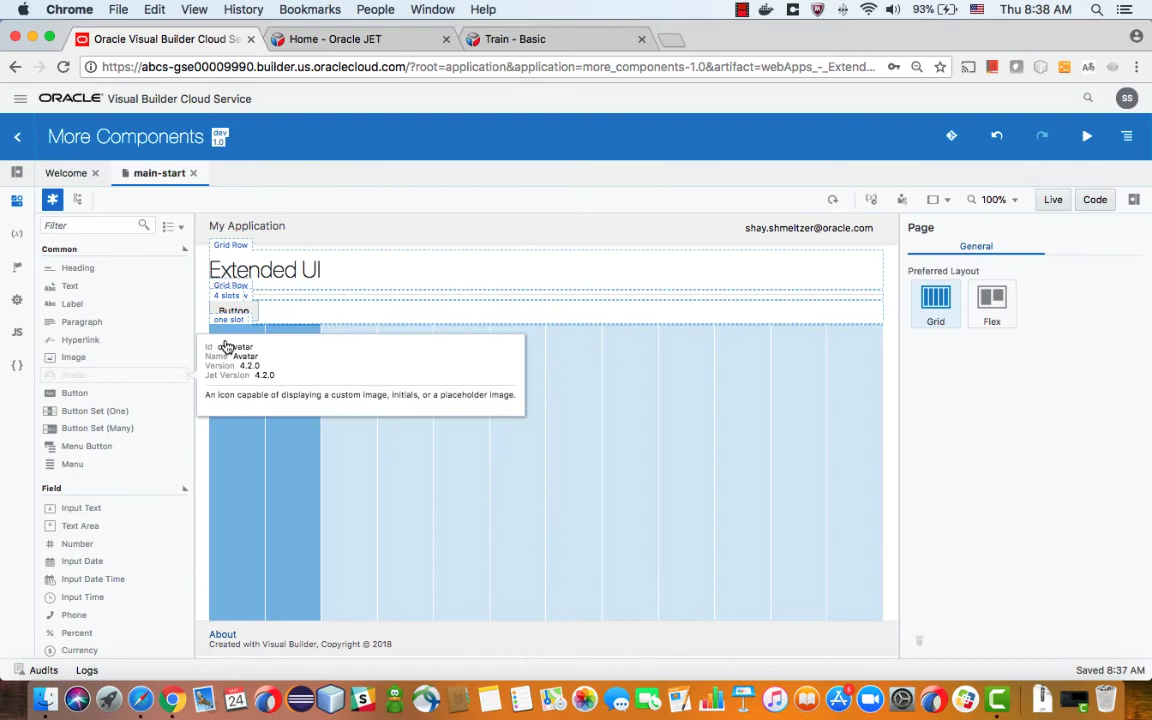 Chrome File Edit View History Bookmarks People Window Help 93% Thu 8:38 AM
Oracle Visual Builder Cloud Se × Home - Oracle JET × Train - Basic ×
https://abcs-gse00009990.builder.us.oraclecloud.com/?root=application&application=more_components-1.0&artifact=webApps_-_Extend...
ORACLE® Visual Builder Cloud Service SS
More Components dev 1.0
Welcome × main-start ×
100% Live Code
Filter
My Application shay.shmeltzer@oracle.com
Page
General
Preferred Layout
Grid Flex
Common
Heading
Text
Label
Paragraph
Hyperlink
Image
Avatar
Button
Button Set (One)
Button Set (Many)
Menu Button
Menu
Field
Input Text
Text Area
Number
Input Date
Input Date Time
Input Time
Phone
Percent
Currency
Grid Row
Extended UI
Grid Row
4 slots
Button
one slot
Id
Name Avatar
Version 4.2.0
Jet Version 4.2.0
An icon capable of displaying a custom image, initials, or a placeholder image.
About
Created with Visual Builder, Copyright © 2018
Audits Logs Saved 8:37 AM
24